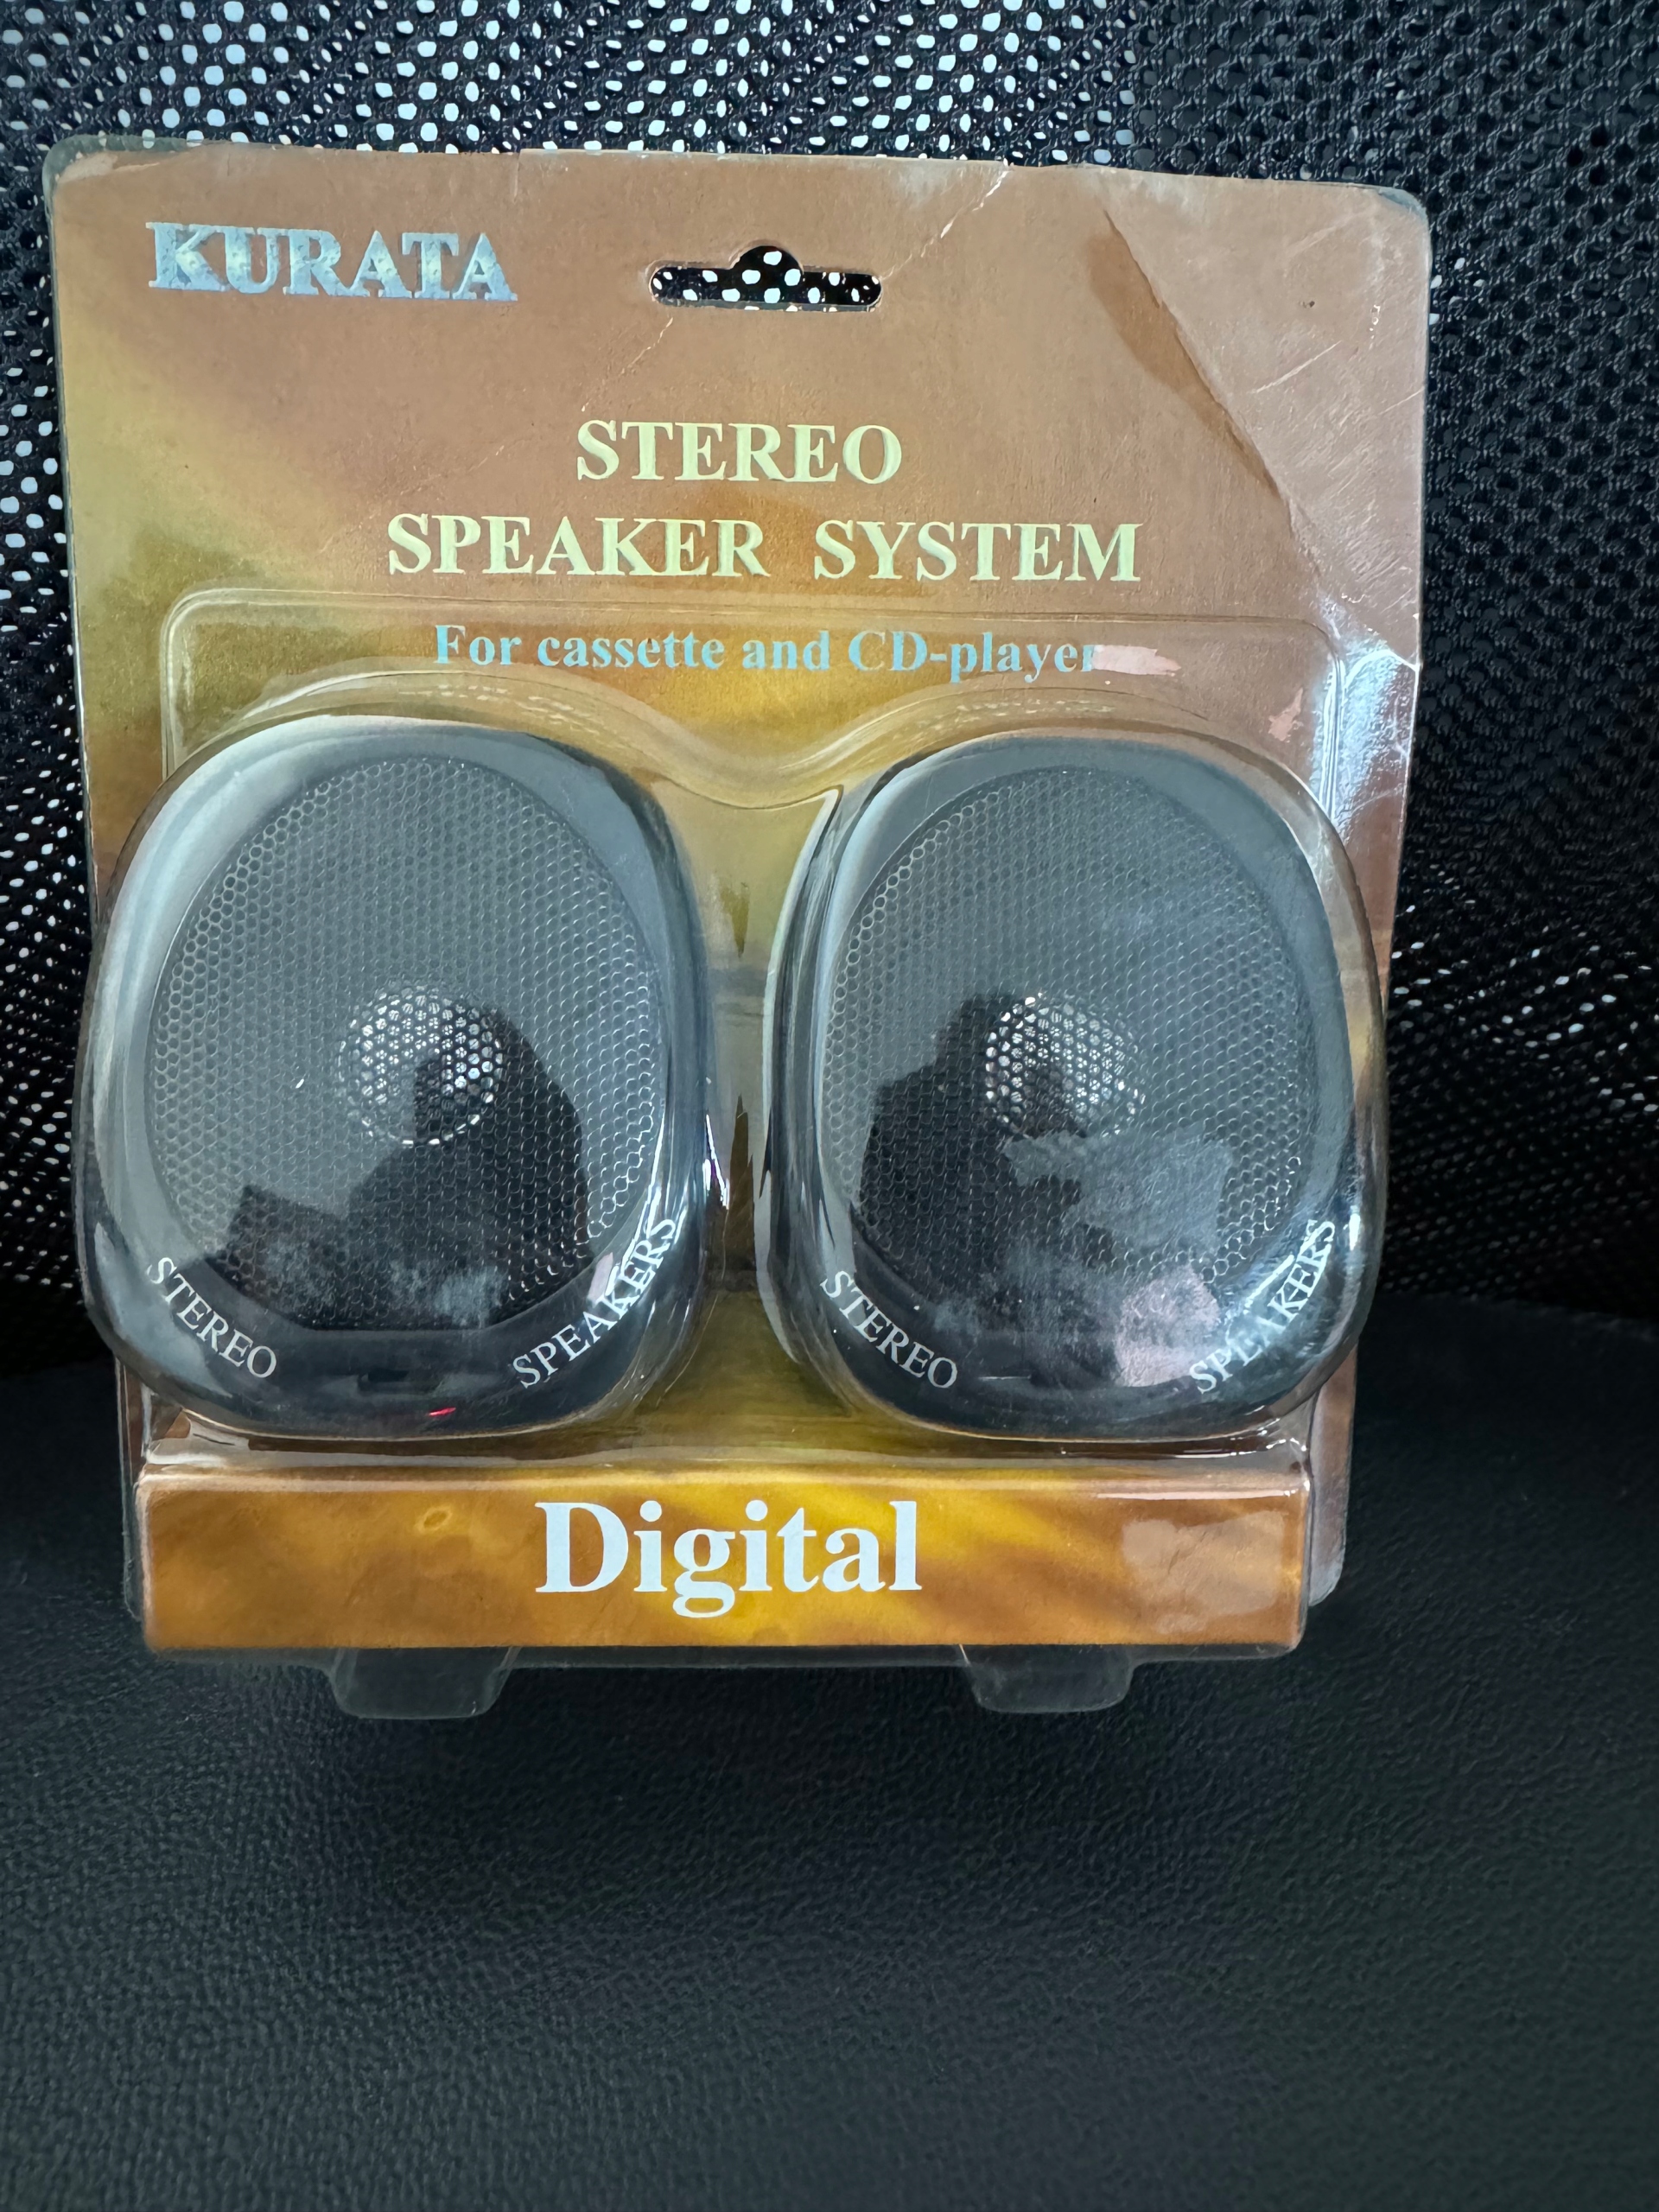 KURATA
STEREO
SPEAKER SYSTEM
For cassette and CD-player
STEREO SPEAKERS
STEREO SPEAKERS
Digital